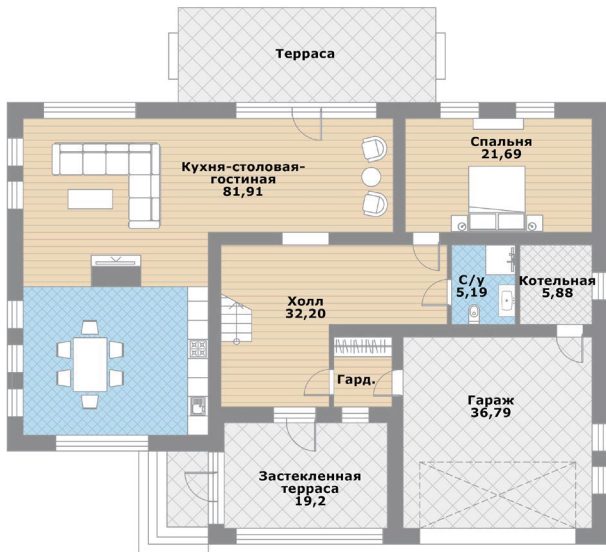 Терраса
Кухня-столовая-
гостиная
81,91
Спальня
21,69
Холл
32,20
С/у
5,19
Котельная
5,88
Гард.
Гараж
36,79
Застекленная
терраса
19,2